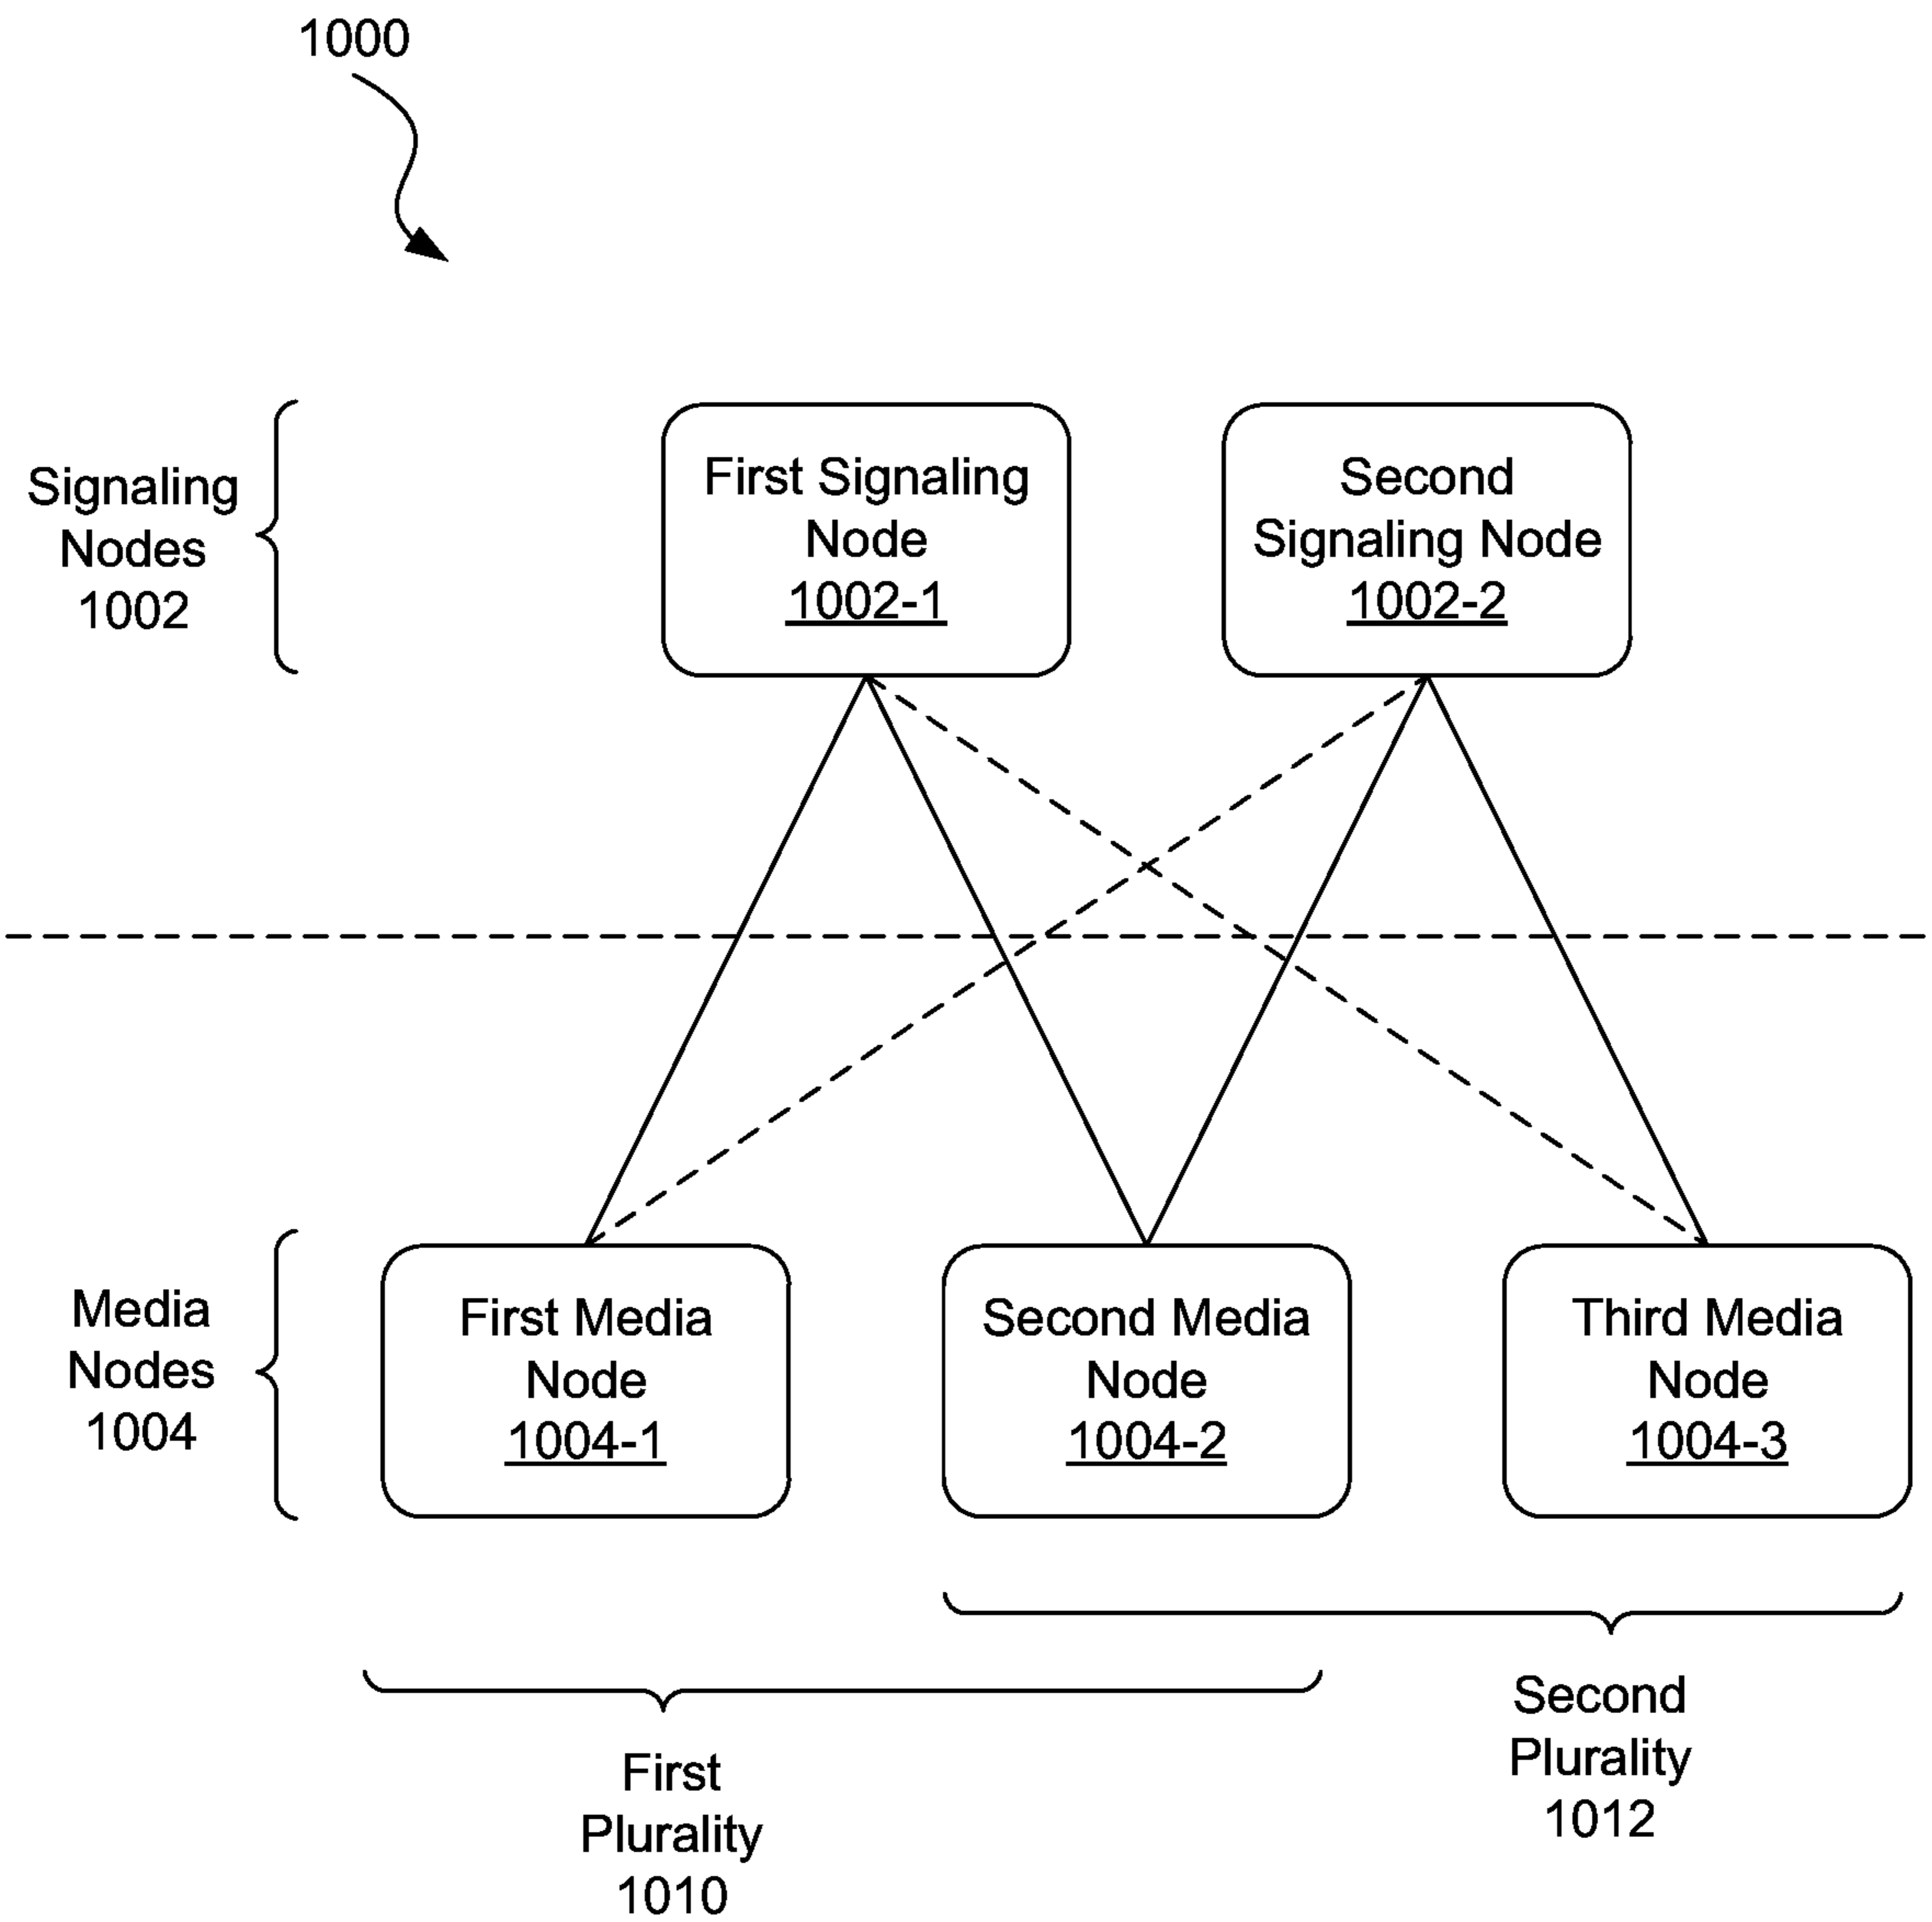 1000
Signaling
Nodes
1002
First Signaling
Node
1002-1
Second
Signaling Node
1002-2
Media
Nodes
1004
First Media
Node
1004-1
Second Media
Node
1004-2
Third Media
Node
1004-3
First
Plurality
1010
Second
Plurality
1012